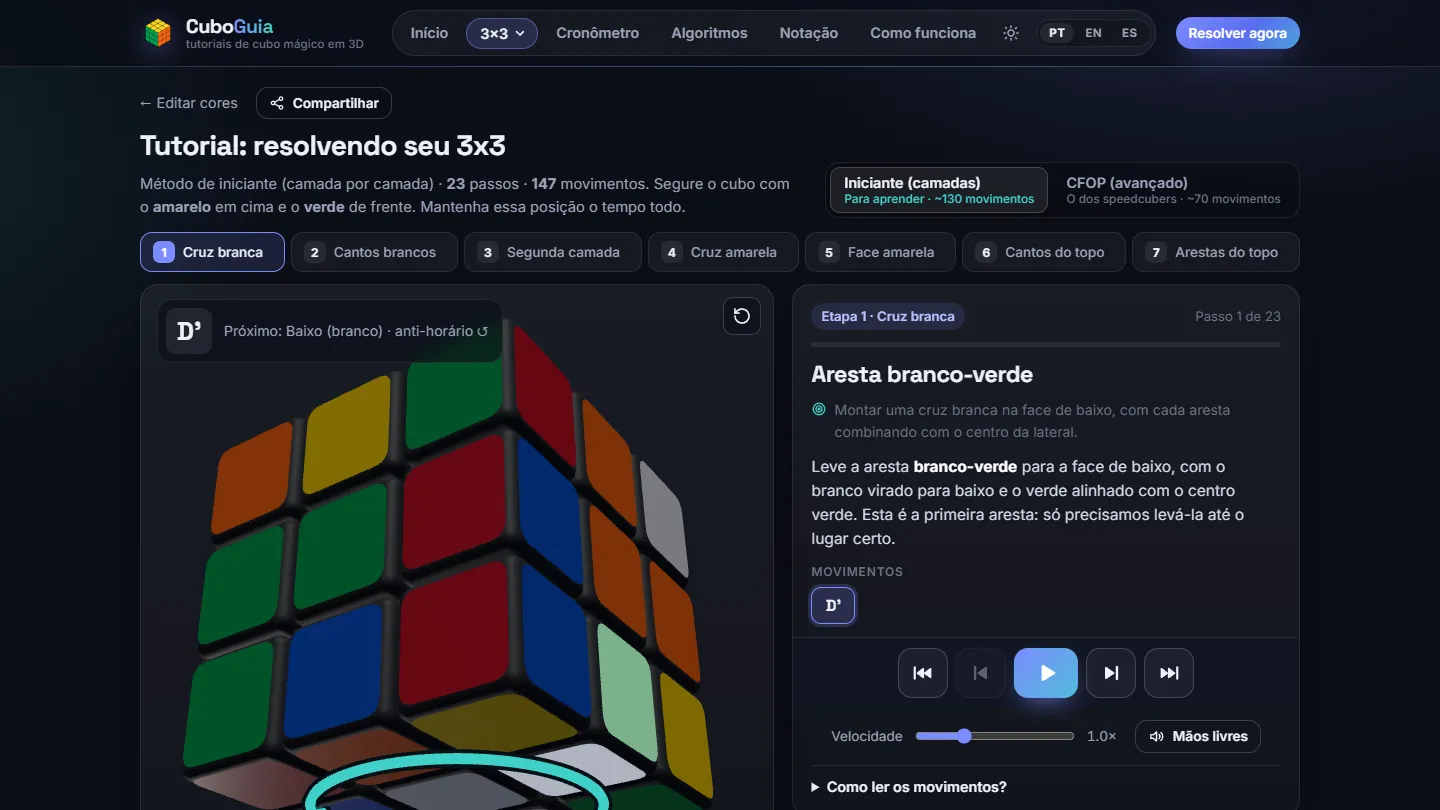 CuboGuia
tutoriais de cubo mágico em 3D
Início
3×3
Cronômetro
Algoritmos
Notação
Como funciona
PT
EN
ES
Resolver agora
← Editar cores
Compartilhar
Tutorial: resolvendo seu 3x3
Método de iniciante (camada por camada) · 23 passos · 147 movimentos. Segure o cubo com
o amarelo em cima e o verde de frente. Mantenha essa posição o tempo todo.
Iniciante (camadas)
Para aprender · ~130 movimentos
CFOP (avançado)
O dos speedcubers · ~70 movimentos
1 Cruz branca
2 Cantos brancos
3 Segunda camada
4 Cruz amarela
5 Face amarela
6 Cantos do topo
7 Arestas do topo
D’ Próximo: Baixo (branco) · anti-horário ↺
Etapa 1 · Cruz branca
Passo 1 de 23
Aresta branco-verde
Montar uma cruz branca na face de baixo, com cada aresta
combinando com o centro da lateral.
Leve a aresta branco-verde para a face de baixo, com o
branco virado para baixo e o verde alinhado com o centro
verde. Esta é a primeira aresta: só precisamos levá-la até o
lugar certo.
MOVIMENTOS
D’
Velocidade
1.0×
Mãos livres
▶ Como ler os movimentos?